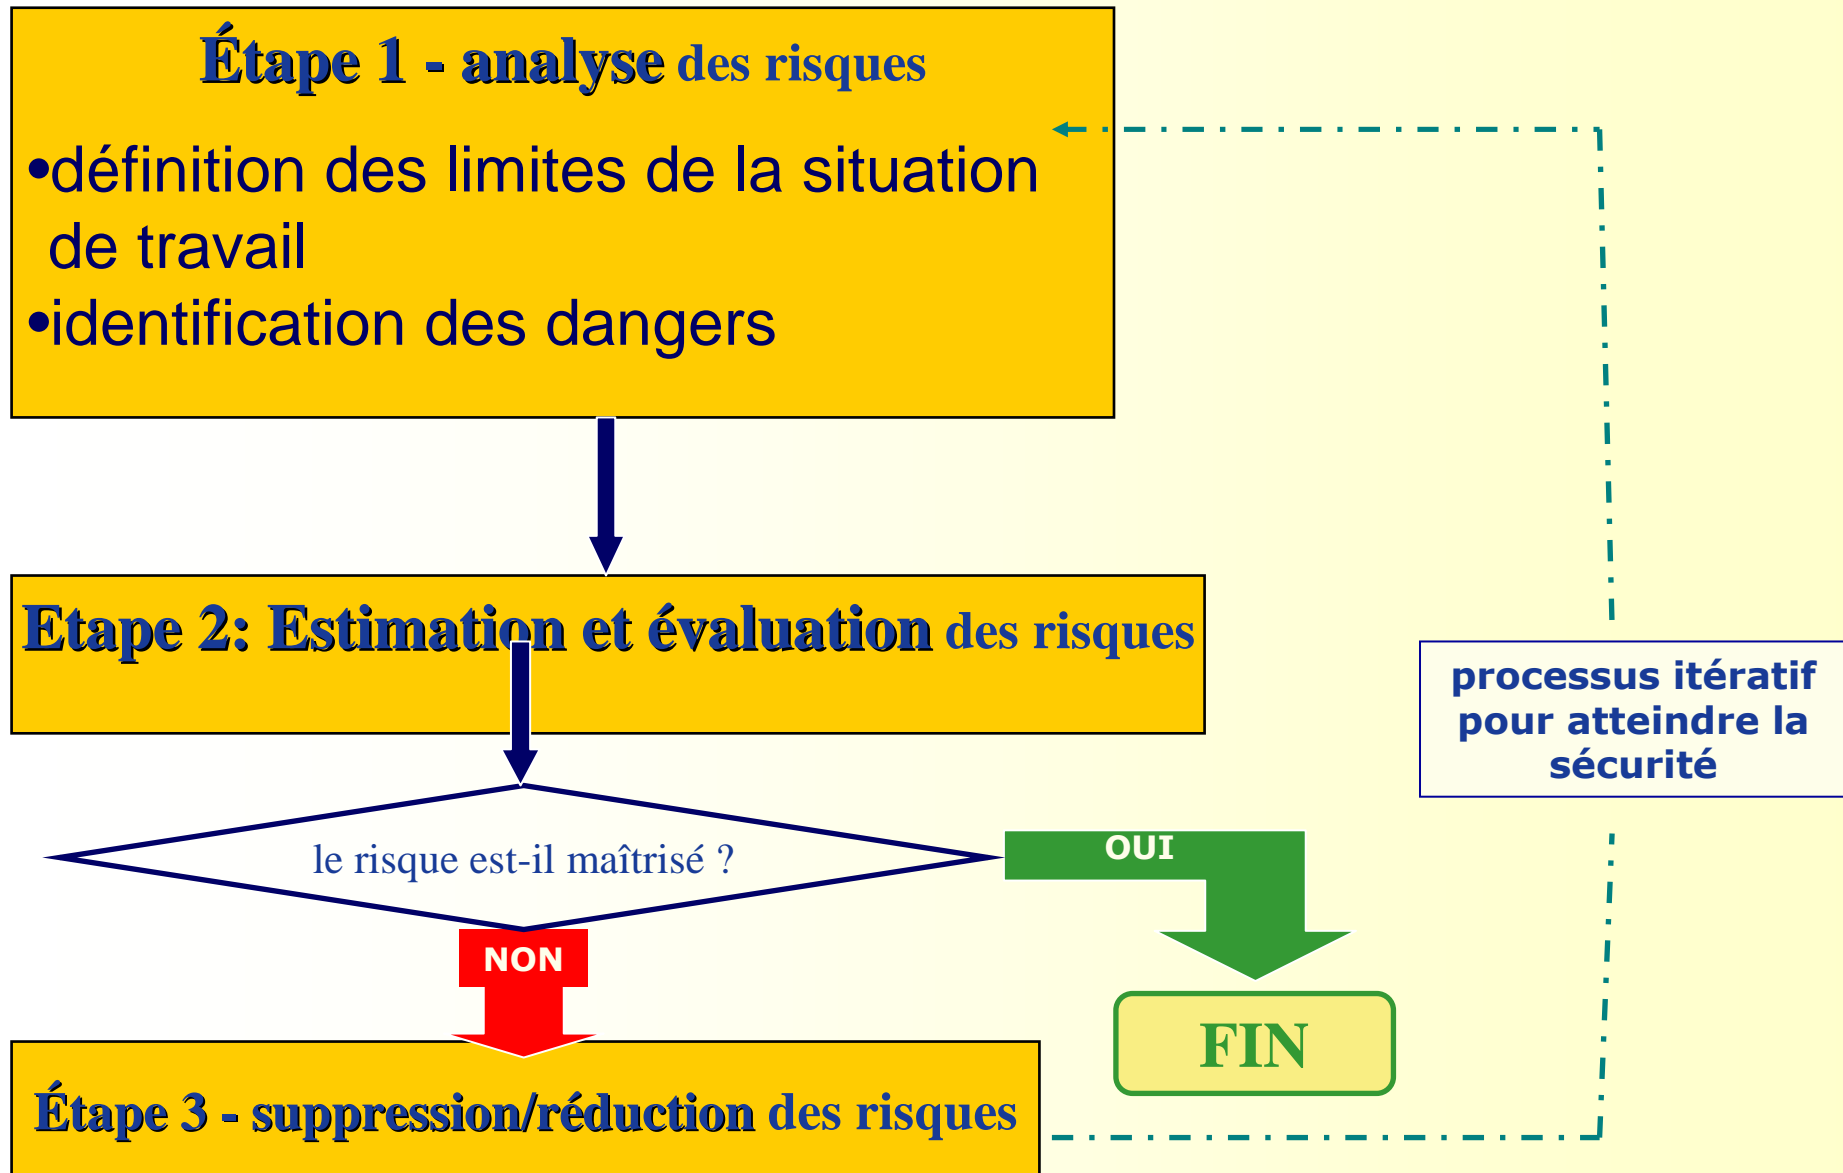 Étape 1 - analyse des risques
•définition des limites de la situation
de travail
•identification des dangers
Etape 2: Estimation et évaluation des risques
processus itératif
pour atteindre la
sécurité
le risque est-il maîtrisé ?
OUI
NON
FIN
Étape 3 - suppression/réduction des risques